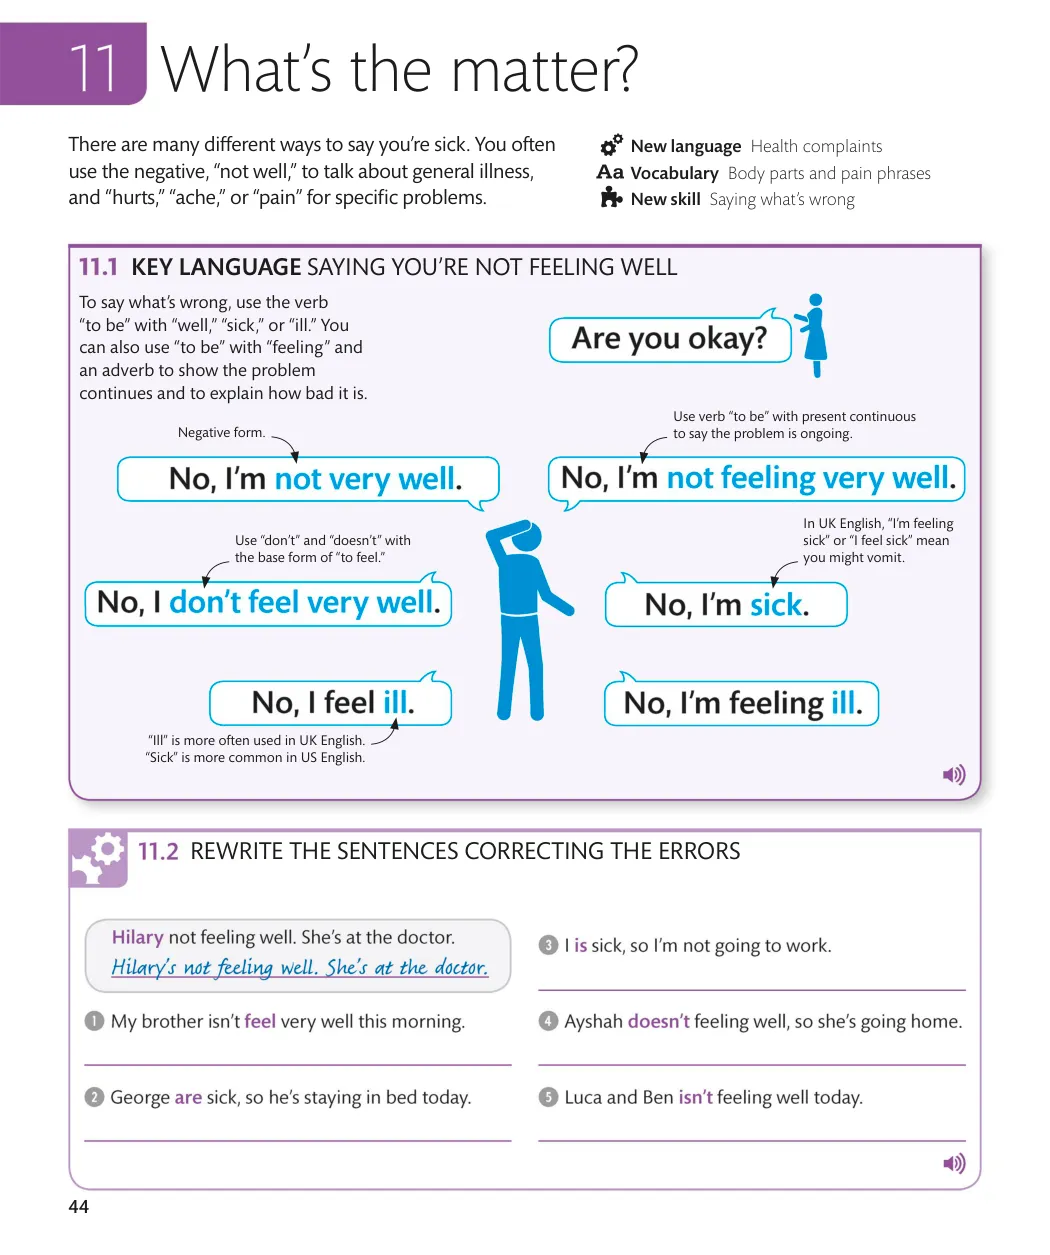 11 What's the matter?
There are many different ways to say you're sick. You often
use the negative, “not well,” to talk about general illness,
and “hurts,” “ache,” or “pain” for specific problems.
New language Health complaints
Aa Vocabulary Body parts and pain phrases
New skill Saying what's wrong
11.1 KEY LANGUAGE SAYING YOU'RE NOT FEELING WELL
To say what's wrong, use the verb
“to be” with “well,” “sick,” or “ill.” You
can also use “to be” with “feeling” and
an adverb to show the problem
continues and to explain how bad it is.
Are you okay?
Negative form.
No, I'm not very well.
Use verb “to be” with present continuous
to say the problem is ongoing.
No, I'm not feeling very well.
Use “don't” and “doesn't” with
the base form of “to feel.”
No, I don't feel very well.
In UK English, “I'm feeling
sick” or “I feel sick” mean
you might vomit.
No, I'm sick.
No, I feel ill.
“Ill” is more often used in UK English.
“Sick” is more common in US English.
No, I'm feeling ill.
11.2 REWRITE THE SENTENCES CORRECTING THE ERRORS
Hilary not feeling well. She's at the doctor.
Hilary's not feeling well. She's at the doctor.
1 My brother isn't feel very well this morning.
2 George are sick, so he's staying in bed today.
3 I is sick, so I'm not going to work.
4 Ayshah doesn't feeling well, so she's going home.
5 Luca and Ben isn't feeling well today.
44